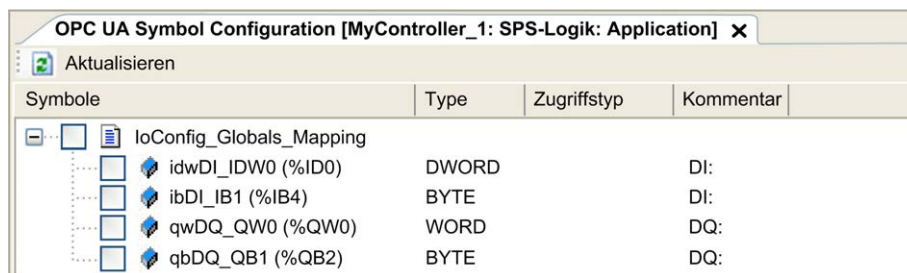 OPC UA Symbol Configuration [MyController_1: SPS-Logik: Application]
Aktualisieren
Symbole Type Zugriffstyp Kommentar
IoConfig_Globals_Mapping
idwDI_IDW0 (%ID0) DWORD DI:
ibDI_IB1 (%IB4) BYTE DI:
qwDQ_QW0 (%QW0) WORD DQ:
qbDQ_QB1 (%QB2) BYTE DQ: